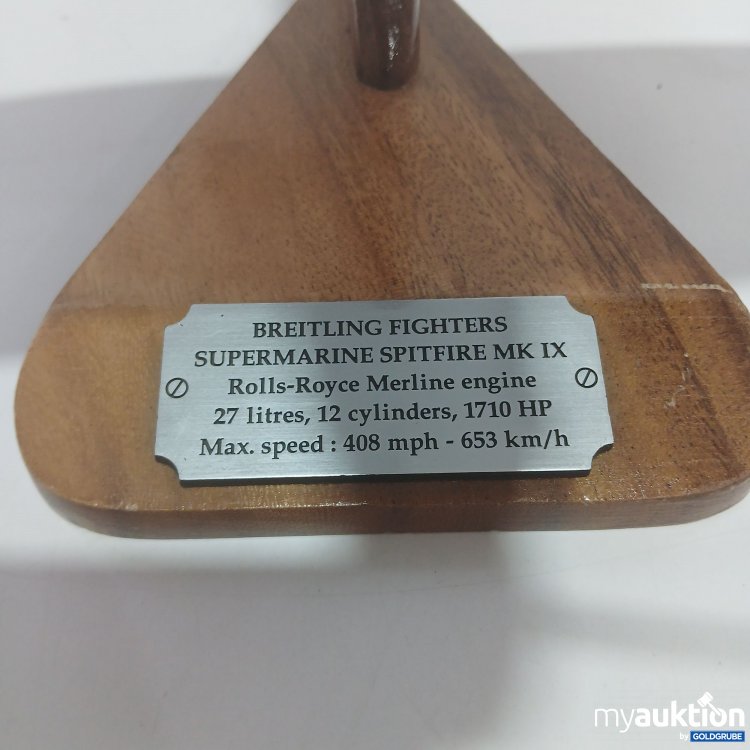 BREITLING FIGHTERS
SUPERMARINE SPITFIRE MK IX
Rolls-Royce Merline engine
27 litres, 12 cylinders, 1710 HP
Max. speed : 408 mph - 653 km/h
myauktion
by GOLDGRUBE